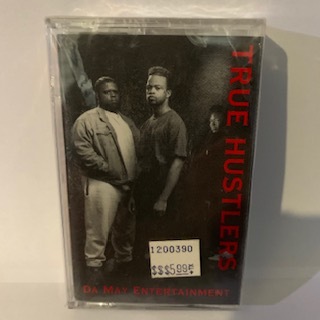 TRUE HUSTLERS
1200390
$$$5.99
DA MAT ENTERTAINMENT